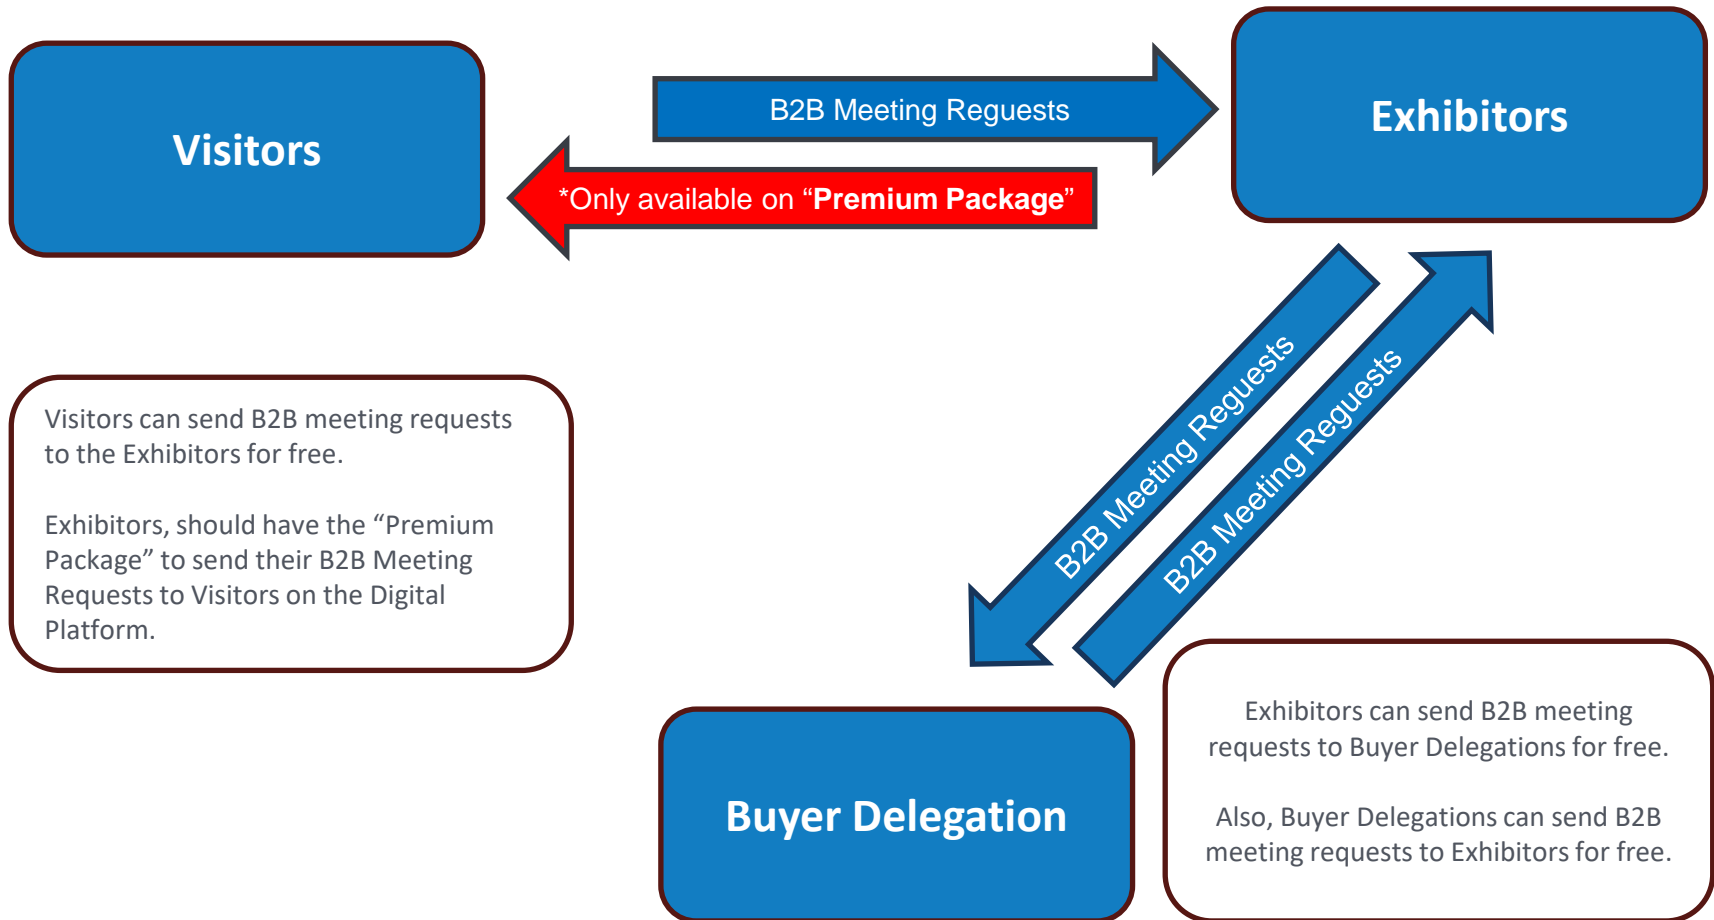 Visitors
B2B Meeting Reguests
*Only available on “Premium Package”
Exhibitors
Visitors can send B2B meeting requests
to the Exhibitors for free.
Exhibitors, should have the “Premium
Package” to send their B2B Meeting
Requests to Visitors on the Digital
Platform.
B2B Meeting Reguests
B2B Meeting Reguests
Buyer Delegation
Exhibitors can send B2B meeting
requests to Buyer Delegations for free.
Also, Buyer Delegations can send B2B
meeting requests to Exhibitors for free.